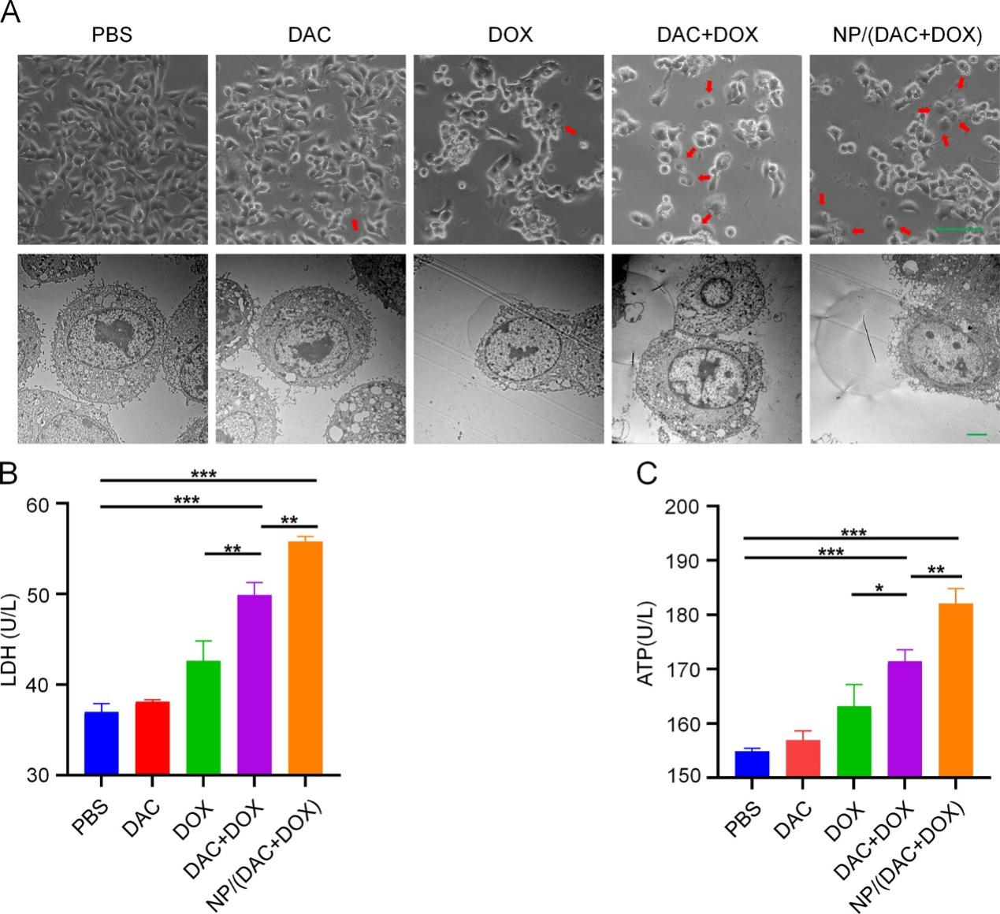 A
PBS DAC DOX DAC+DOX NP/(DAC+DOX)
B
***
***
**
**
LDH (U/L)
60
50
40
30
PBS DAC DOX DAC+DOX NP/(DAC+DOX)
C
***
***
**
*
ATP(U/L)
200
190
180
170
160
150
PBS DAC DOX DAC+DOX NP/(DAC+DOX)